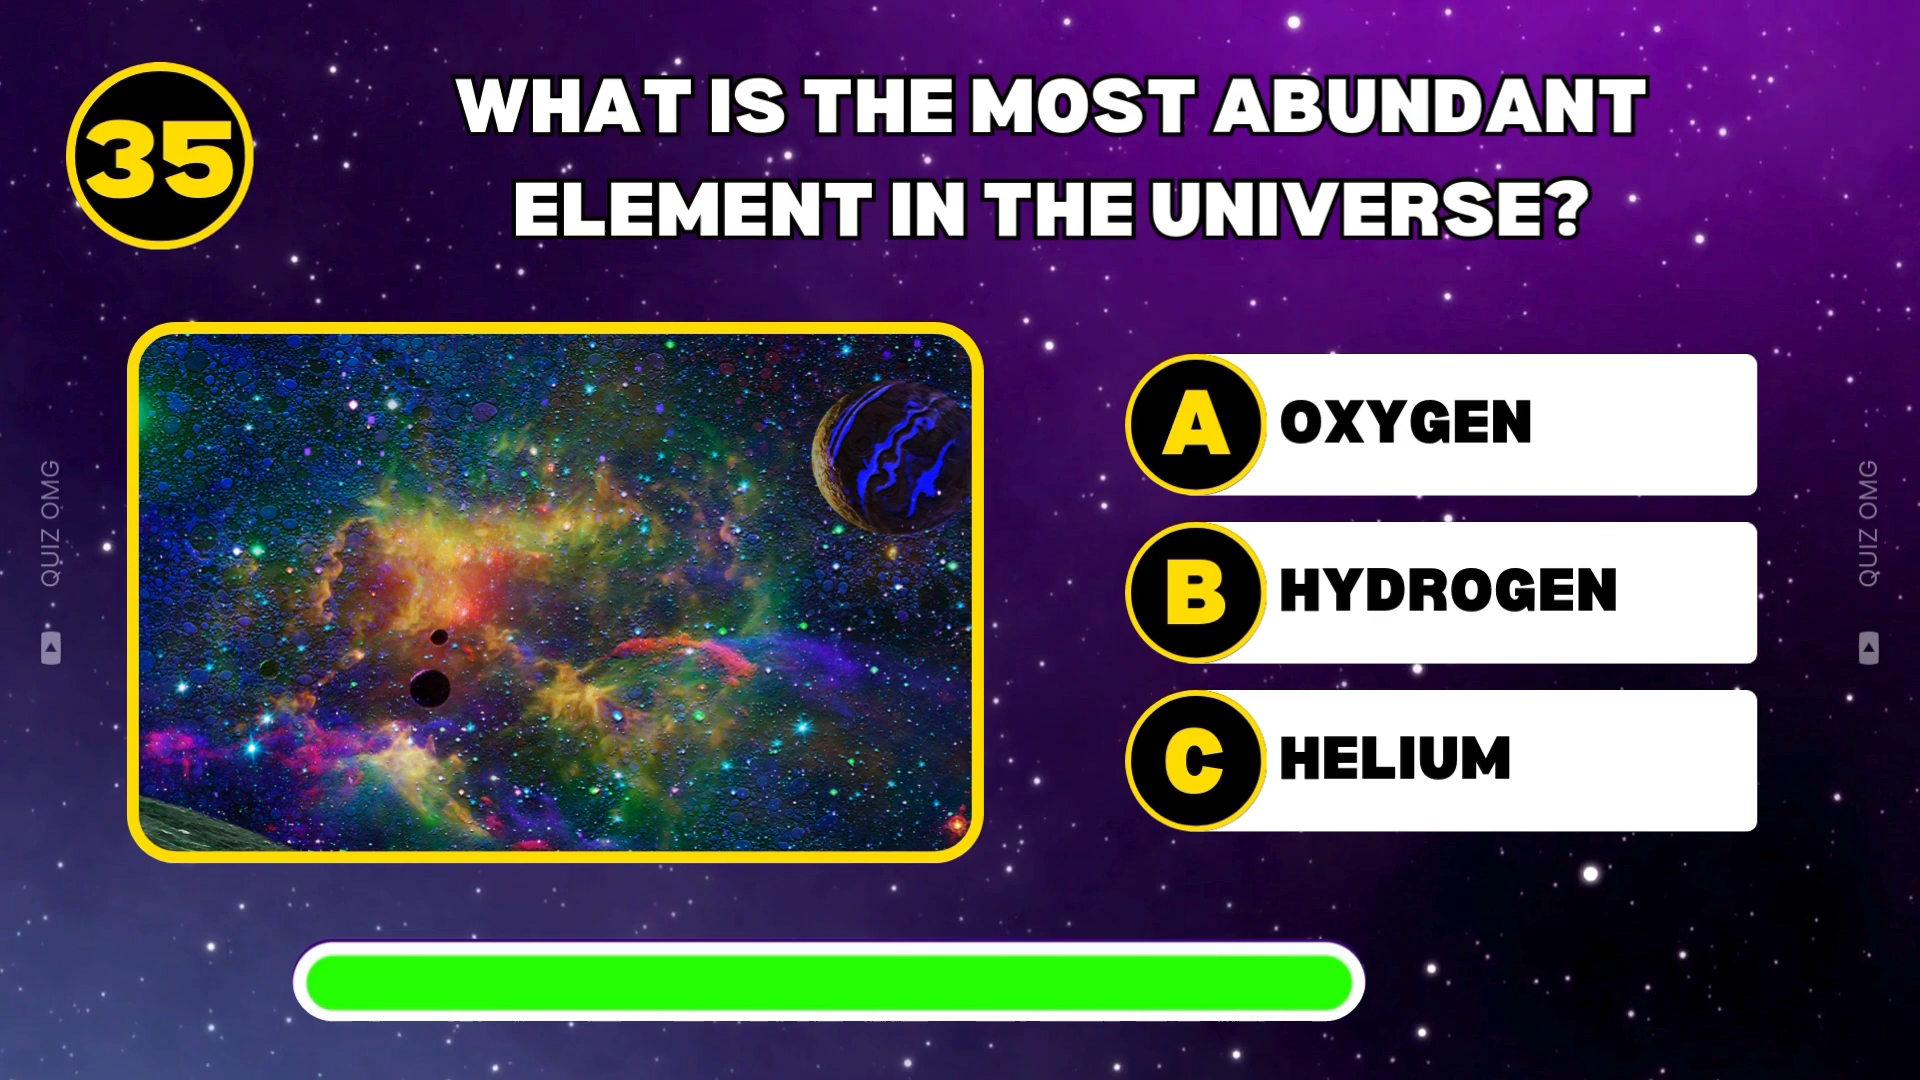 35
WHAT IS THE MOST ABUNDANT
ELEMENT IN THE UNIVERSE?
QUIZ OMG
A OXYGEN
B HYDROGEN
C HELIUM
QUIZ OMG